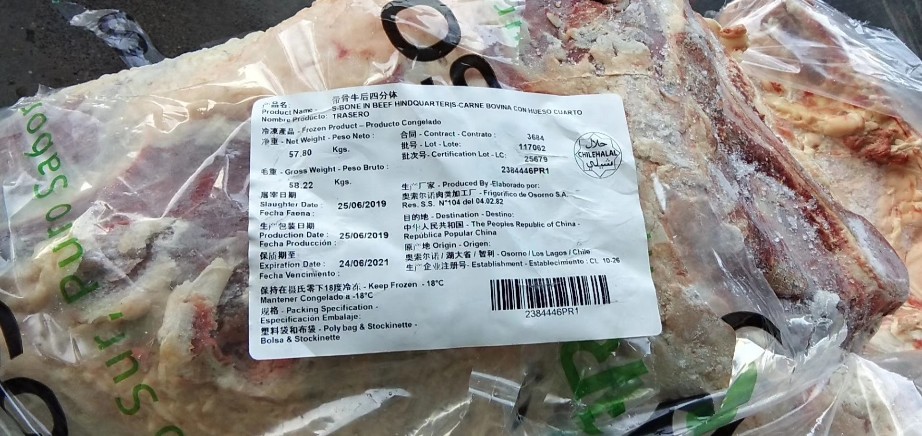 Puro Sabor
Sur
Puro S
产品名: 带骨牛后四分体
Product Name : S-BONE IN BEEF HINDQUARTERS-CARNE BOVINA CON HUESO CUARTO
Nombre Producto: TRASERO
冷凍產品 - Frozen Product – Producto Congelado
净重 - Net Weight - Peso Neto :
57.80 Kgs.
毛重 - Gross Weight - Peso Bruto :
58.22 Kgs.
屠宰日期
Slaughter Date : 25/06/2019
Fecha Faena :
生产包装日期
Production Date : 25/06/2019
Fecha Producción :
保质期至
Expiration Date : 24/06/2021
Fecha Vencimiento :
合同 - Contract - Contrato : 3684
批号 - Lot - Lote: 117062
批次号 - Certification Lot - LC: 25679
2384446PR1
生产厂家 - Produced By -Elaborado por:
奥索尔诺肉类加工厂 - Frigorifico de Osorno S.A.
Res. S.S. N°104 del 04.02.82
目的地 - Destination - Destino:
中华人民共和国 - The Peoples Republic of China -
República Popular China
原产地 Origin - Origen:
奥索尔诺 / 湖大省 / 智利 - Osorno / Los Lagos / Chile
生产企业注册号 - Establishment - Establecimiento : CL 10-26
حلال
CHILEHALAL
保持在摄氏零下18度冷冻 - Keep Frozen - 18°C
Mantener Congelado a -18°C
规格 - Packing Specification -
Especificación Embalaje:
塑料袋和布袋 - Poly bag & Stockinette -
Bolsa & Stockinette
2384446PR1